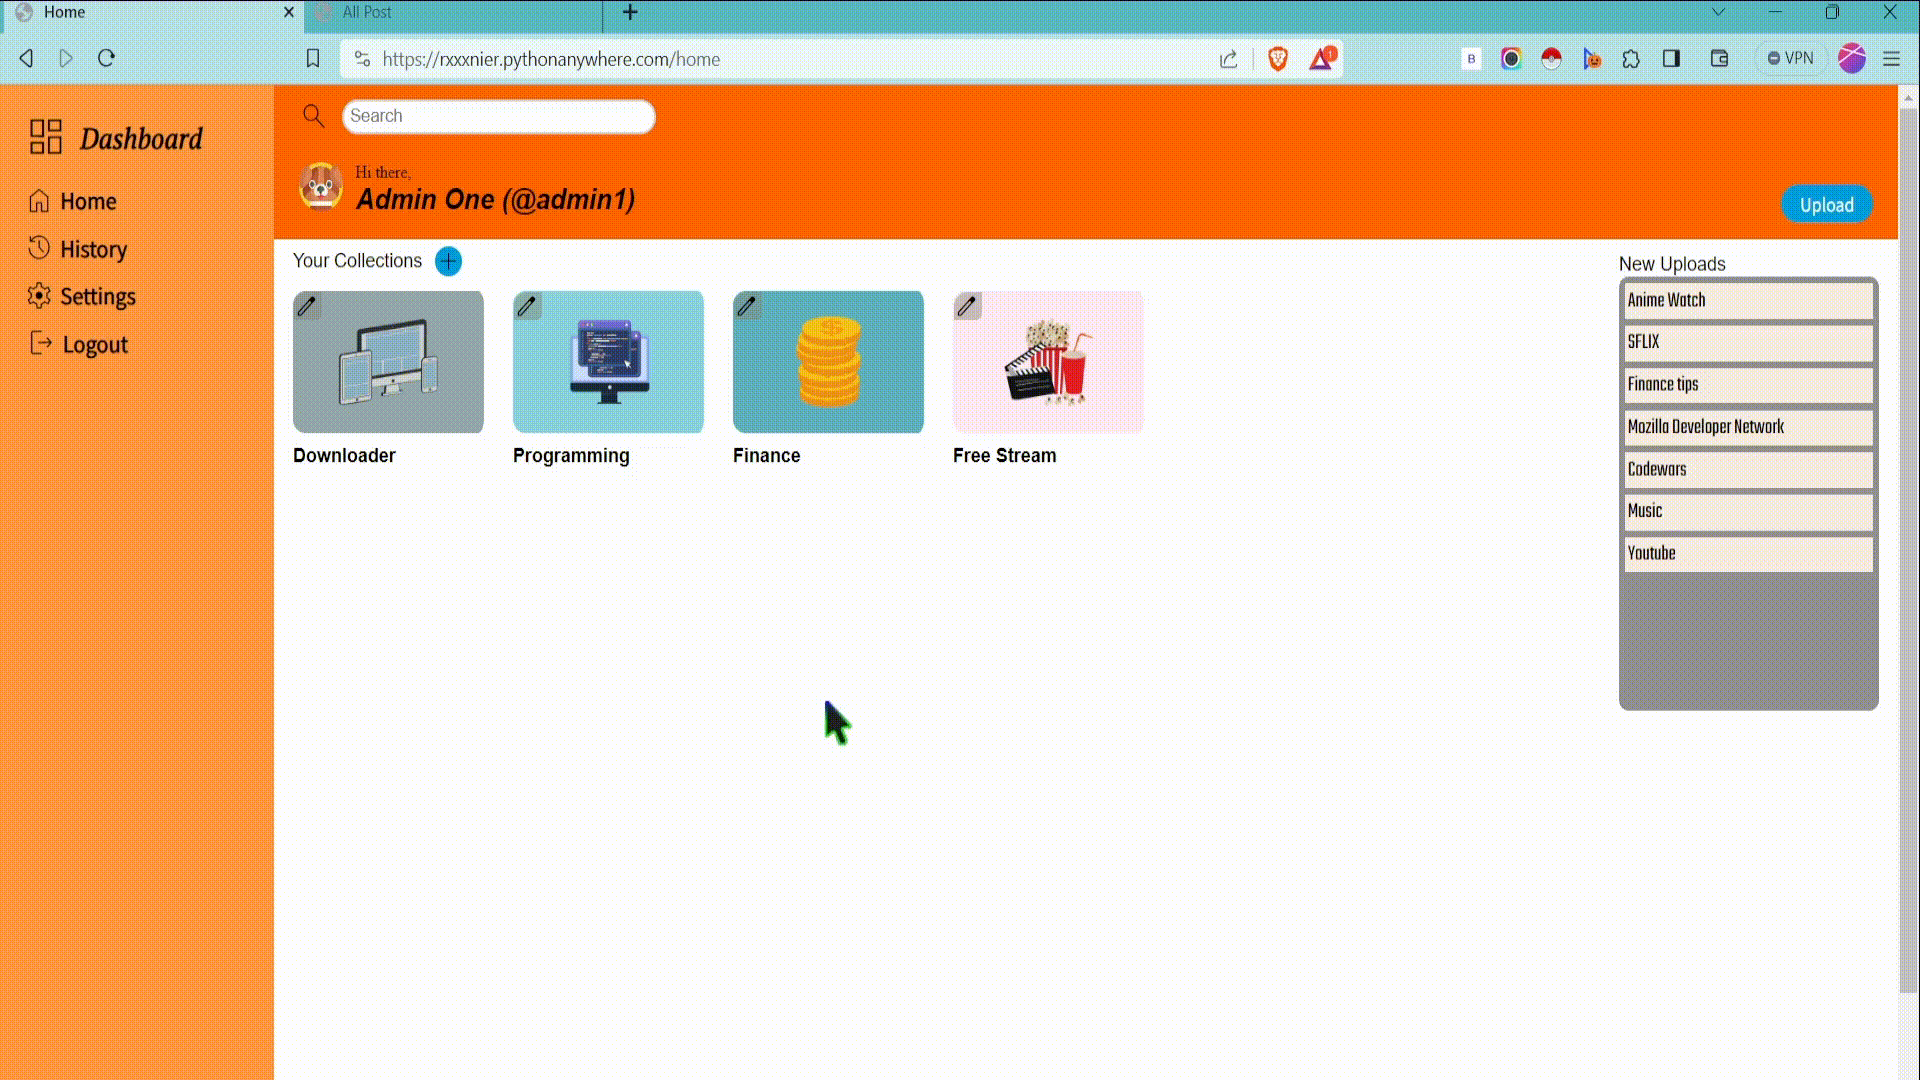 Home
All Post
https://rxxxnier.pythonanywhere.com/home
B
1
VPN
Dashboard
Home
History
Settings
Logout
Search
Hi there,
Admin One (@admin1)
Upload
Your Collections
Downloader
Programming
Finance
Free Stream
New Uploads
Anime Watch
SFLIX
Finance tips
Mozilla Developer Network
Codewars
Music
Youtube